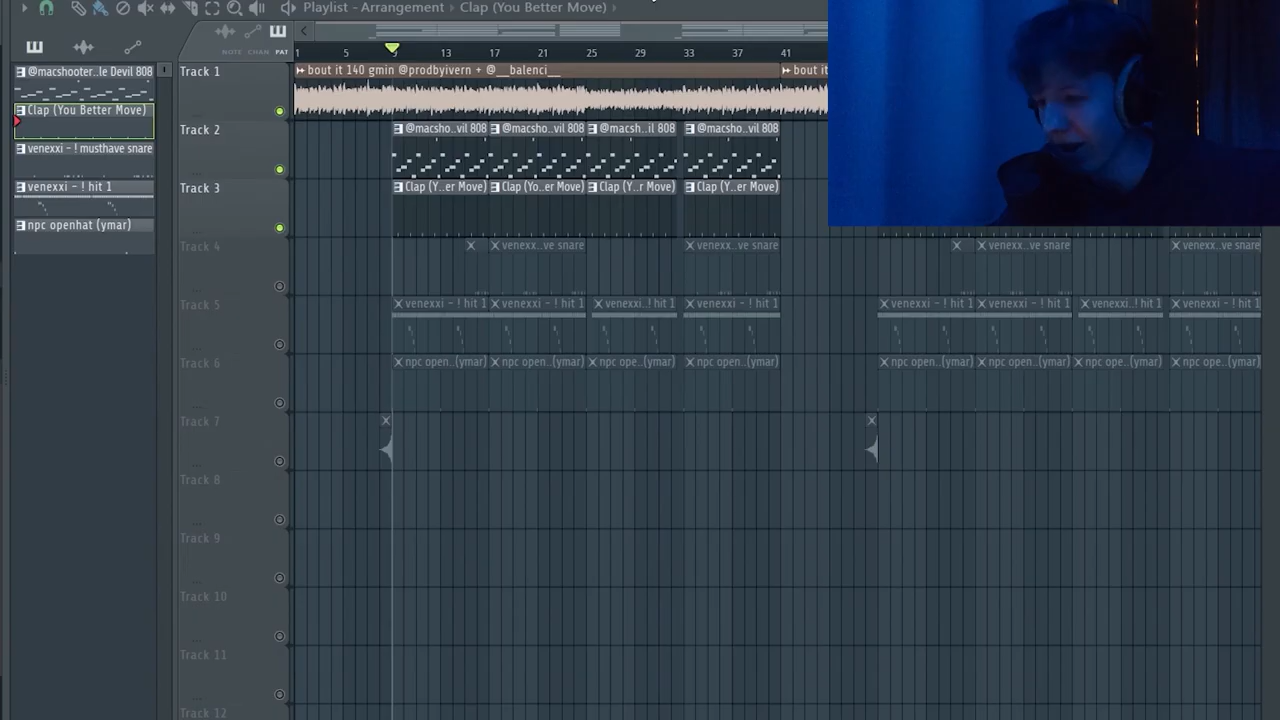 Playlist - Arrangement › Clap (You Better Move) ›
NOTE CHAN PAT
1 5 9 13 17 21 25 29 33 37 41
@macshooter..le Devil 808
Clap (You Better Move)
venexxi - ! musthave snare
venexxi - ! hit 1
npc openhat (ymar)
Track 1
bout it 140 gmin @prodbyivern + @__balenci__
bout it
Track 2
@macsho..vil 808 @macsho...vil 808 @macsh..il 808 @macsho..vil 808
Track 3
Clap (Y..er Move) Clap (Yo..er Move) Clap (Y..r Move) Clap (Y..er Move)
Track 4
venexx..ve snare venexx..ve snare venexx..ve snare venexx..ve snare
Track 5
venexxi - ! hit 1 venexxi - ! hit 1 venexxi..! hit 1 venexxi - ! hit 1 venexxi - ! hit 1 venexxi - ! hit 1 venexxi..! hit 1 venexxi - ! hit 1
Track 6
npc open..(ymar) npc open..(ymar) npc ope..(ymar) npc open..(ymar) npc open..(ymar) npc open..(ymar) npc ope..(ymar) npc open..(ymar)
Track 7
Track 8
Track 9
Track 10
Track 11
Track 12